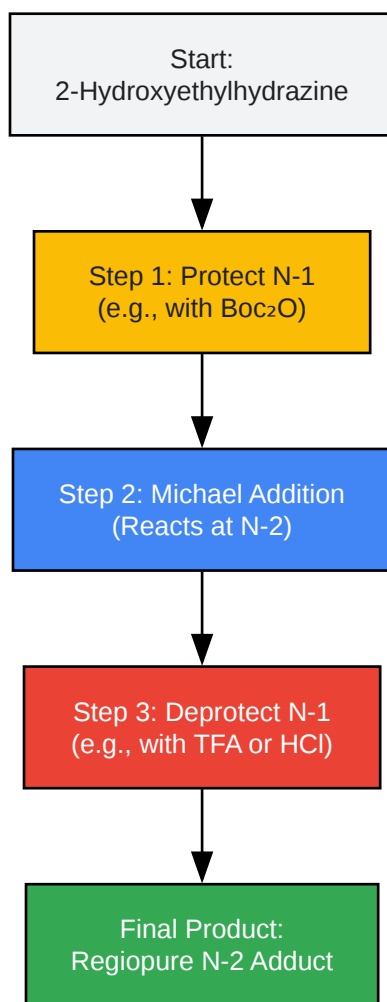 Start:
2-Hydroxyethylhydrazine
Step 1: Protect N-1
(e.g., with Boc₂O)
Step 2: Michael Addition
(Reacts at N-2)
Step 3: Deprotect N-1
(e.g., with TFA or HCl)
Final Product:
Regiopure N-2 Adduct